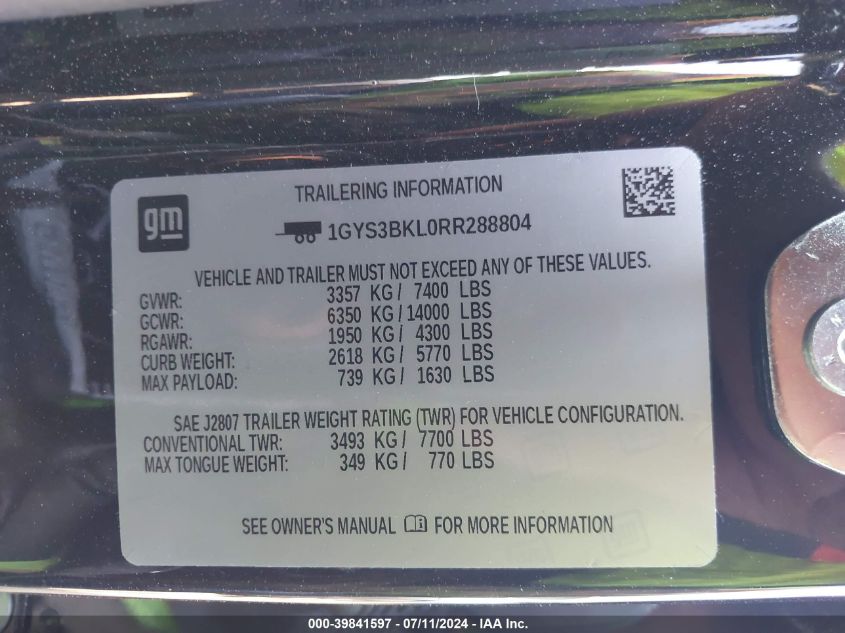 gm
TRAILERING INFORMATION
1GYS3BKL0RR288804
VEHICLE AND TRAILER MUST NOT EXCEED ANY OF THESE VALUES.
GVWR: 3357 KG / 7400 LBS
GCWR: 6350 KG / 14000 LBS
RGAWR: 1950 KG / 4300 LBS
CURB WEIGHT: 2618 KG / 5770 LBS
MAX PAYLOAD: 739 KG / 1630 LBS
SAE J2807 TRAILER WEIGHT RATING (TWR) FOR VEHICLE CONFIGURATION.
CONVENTIONAL TWR: 3493 KG / 7700 LBS
MAX TONGUE WEIGHT: 349 KG / 770 LBS
SEE OWNER'S MANUAL FOR MORE INFORMATION
000-39841597 / 07/11/2024 - IAA Inc.